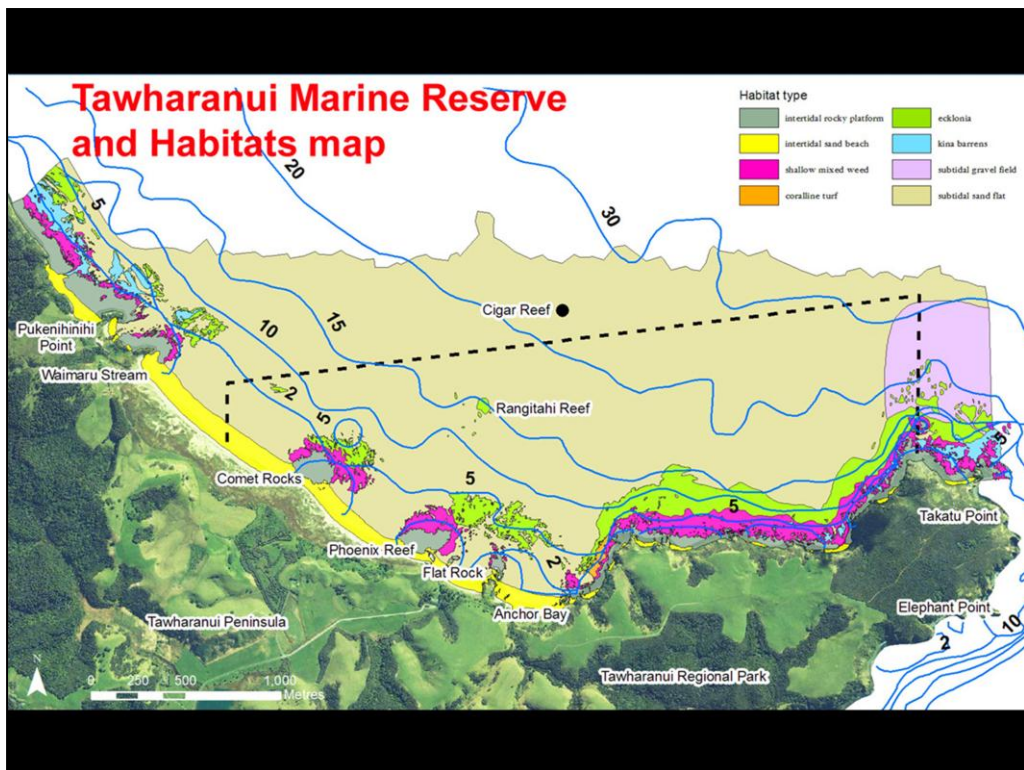 Tawharanui Marine Reserve
and Habitats map
Habitat type
intertidal rocky platform
intertidal sand beach
shallow mixed weed
coralline turf
ecklonia
kina barrens
subtidal gravel field
subtidal sand flat
20
30
5
Cigar Reef
10
15
Pukenihinihi
Point
Waimaru Stream
2
5
Rangitahi Reef
Comet Rocks
5
5
5
Takatu Point
Phoenix Reef
2
Flat Rock
Anchor Bay
Elephant Point
10
2
Tawharanui Peninsula
Tawharanui Regional Park
N
0 250 500 1,000
Metres